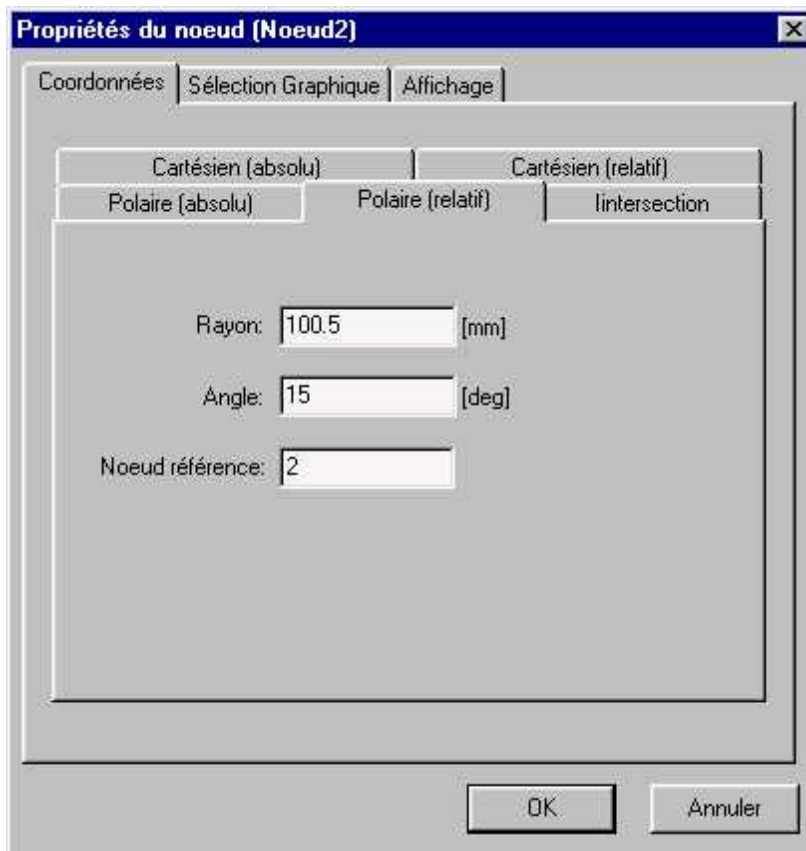 Propriétés du noeud (Noeud2)
Coordonnées Sélection Graphique Affichage
Cartésien (absolu) Cartésien (relatif)
Polaire (absolu) Polaire (relatif) Iintersection
Rayon: 100.5 [mm]
Angle: 15 [deg]
Noeud référence: 2
OK Annuler